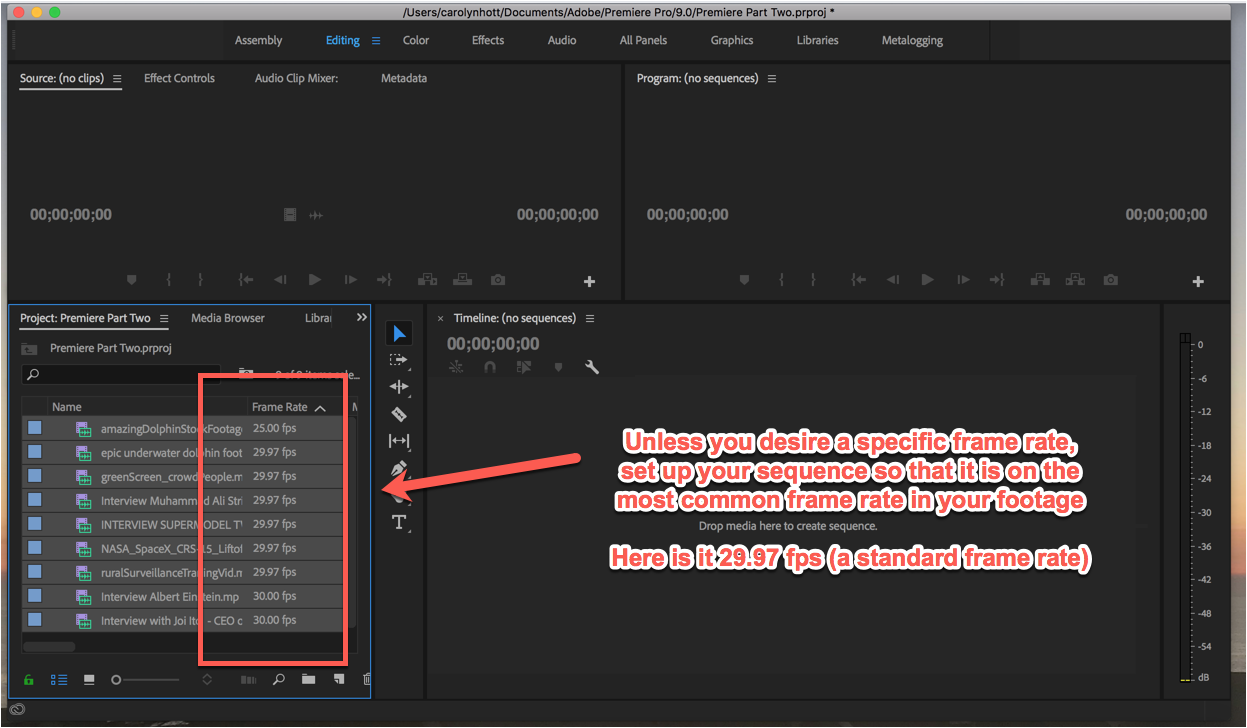 /Users/carolynhott/Documents/Adobe/Premiere Pro/9.0/Premiere Part Two.prproj *
Assembly Editing Color Effects Audio All Panels Graphics Libraries Metalogging
Source: (no clips) Effect Controls Audio Clip Mixer: Metadata
Program: (no sequences)
00;00;00;00 00;00;00;00
00;00;00;00 00;00;00;00
Project: Premiere Part Two Media Browser Librar
Premiere Part Two.prproj
items sele...
Name Frame Rate
amazingDolphinStockFootage 25.00 fps
epic underwater dolphin foot 29.97 fps
greenScreen_crowdPeople.m 29.97 fps
Interview Muhammad Ali Stri 29.97 fps
INTERVIEW SUPERMODEL TV 29.97 fps
NASA_SpaceX_CRS-15_Liftof 29.97 fps
ruralSurveillanceTradingVid.m 29.97 fps
Interview Albert Einstein.mp 30.00 fps
Interview with Joi Ito - CEO o 30.00 fps
× Timeline: (no sequences)
00;00;00;00
T
Unless you desire a specific frame rate,
set up your sequence so that it is on the
most common frame rate in your footage
Drop media here to create sequence.
Here is it 29.97 fps (a standard frame rate)
0
-6
-12
-18
-24
-30
-36
-42
-48
-54
dB